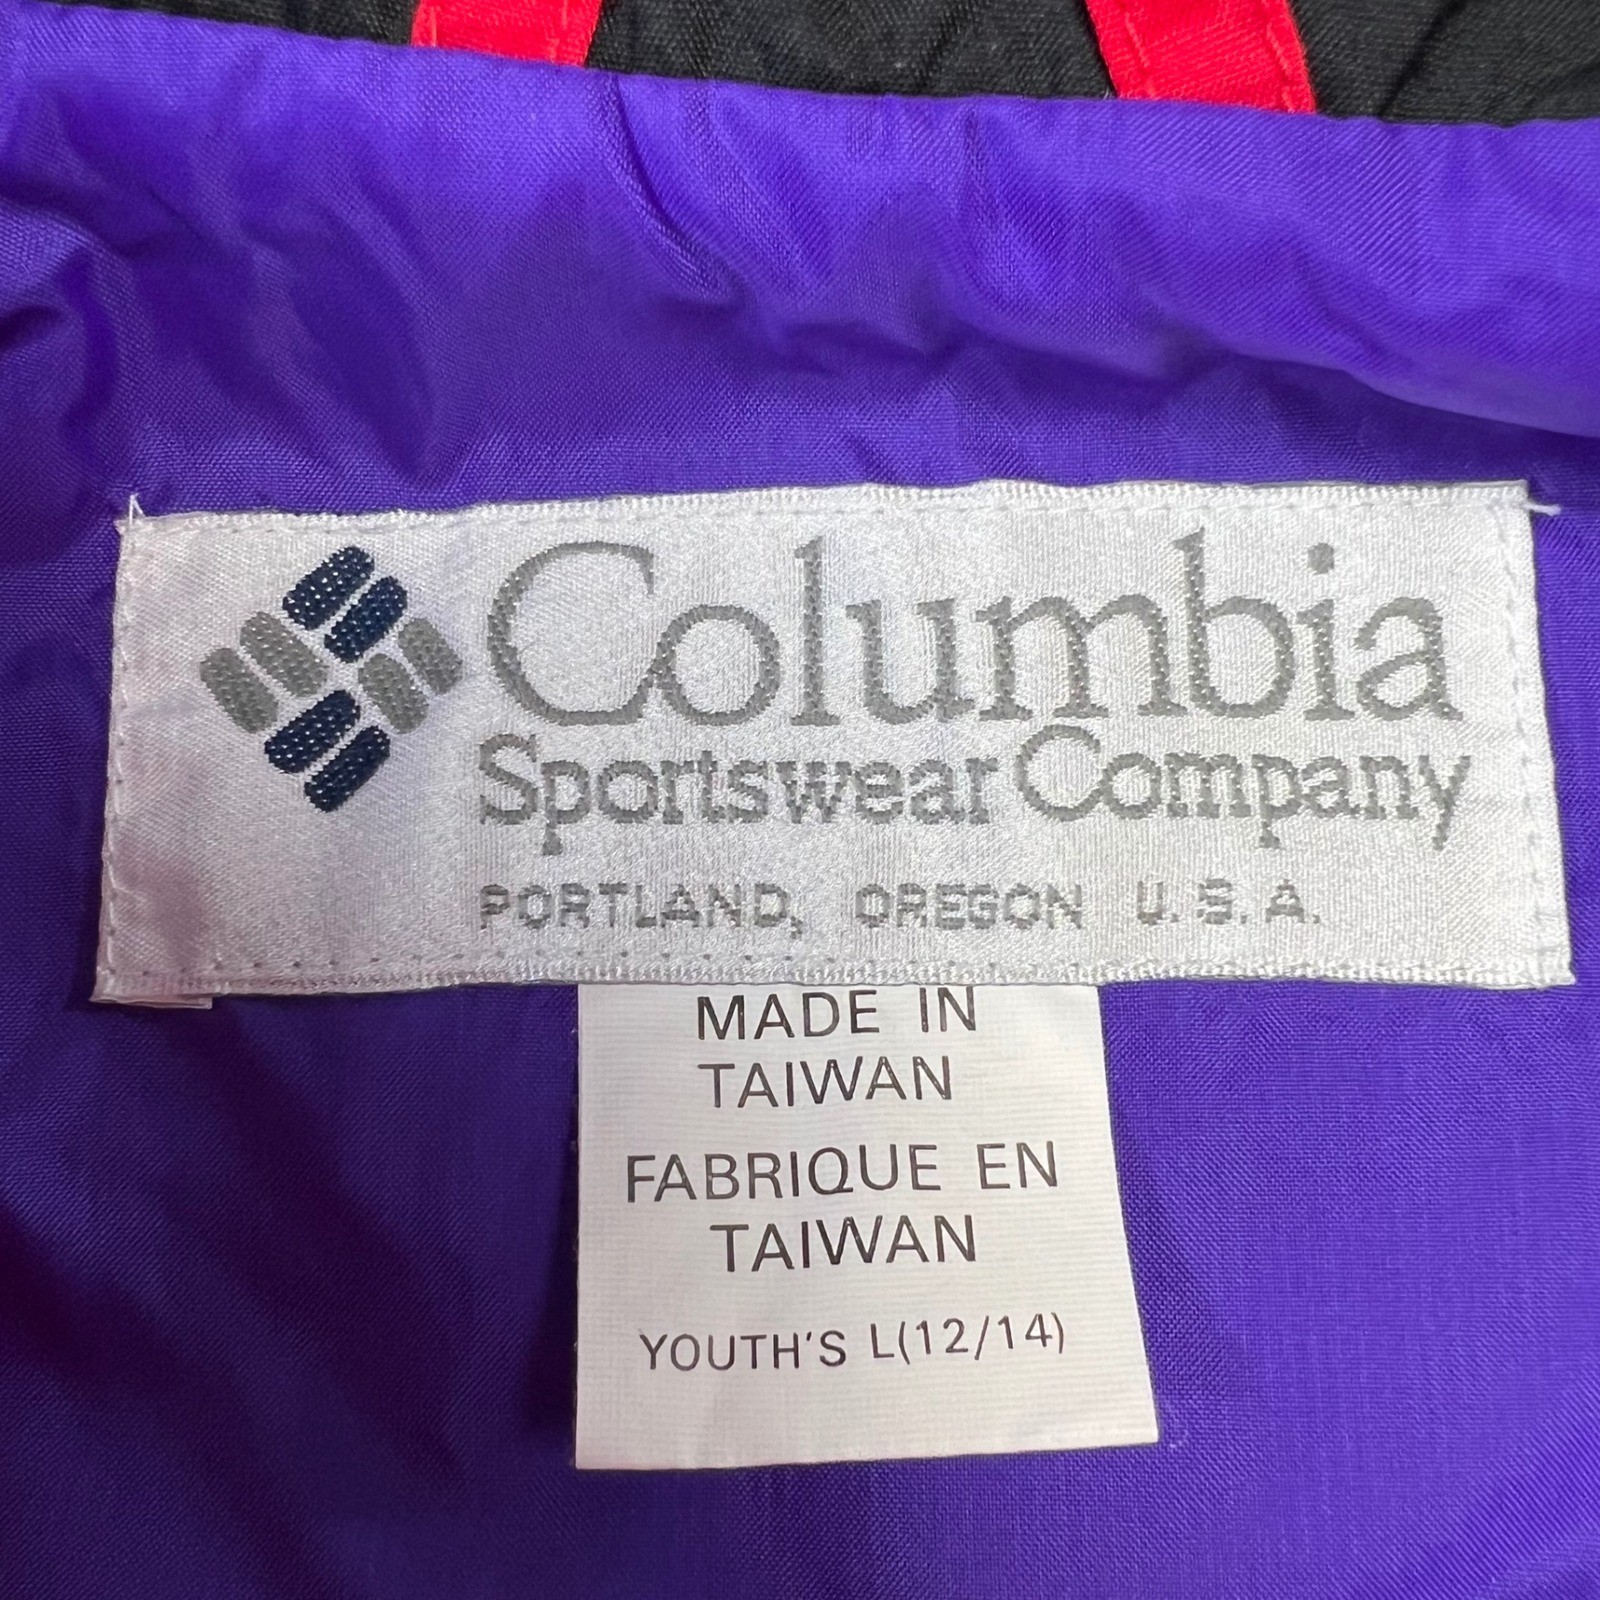 Columbia
Sportswear Company
PORTLAND, OREGON U.S.A.
MADE IN
TAIWAN
FABRIQUE EN
TAIWAN
YOUTH'S L(12/14)